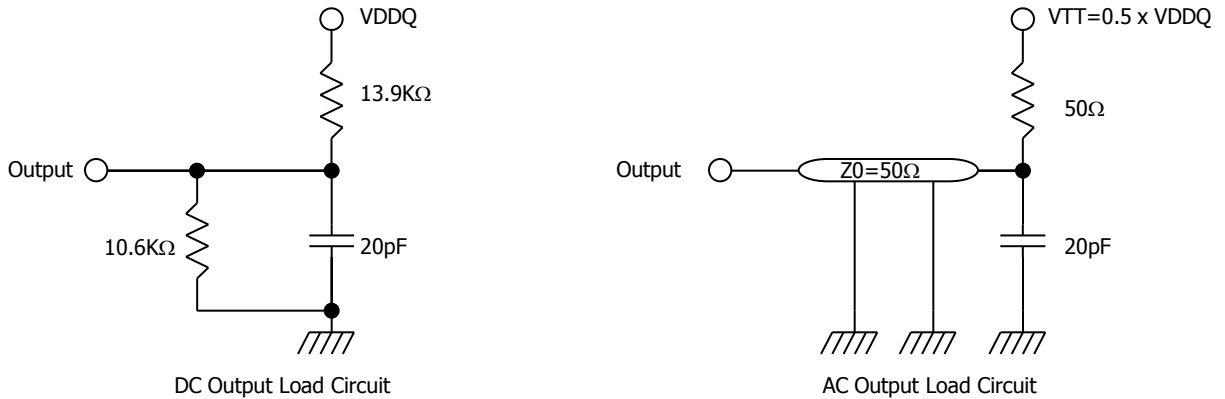 VDDQ
13.9KΩ
Output
10.6KΩ
20pF
DC Output Load Circuit
VTT=0.5 x VDDQ
50Ω
Output
Z0=50Ω
20pF
AC Output Load Circuit